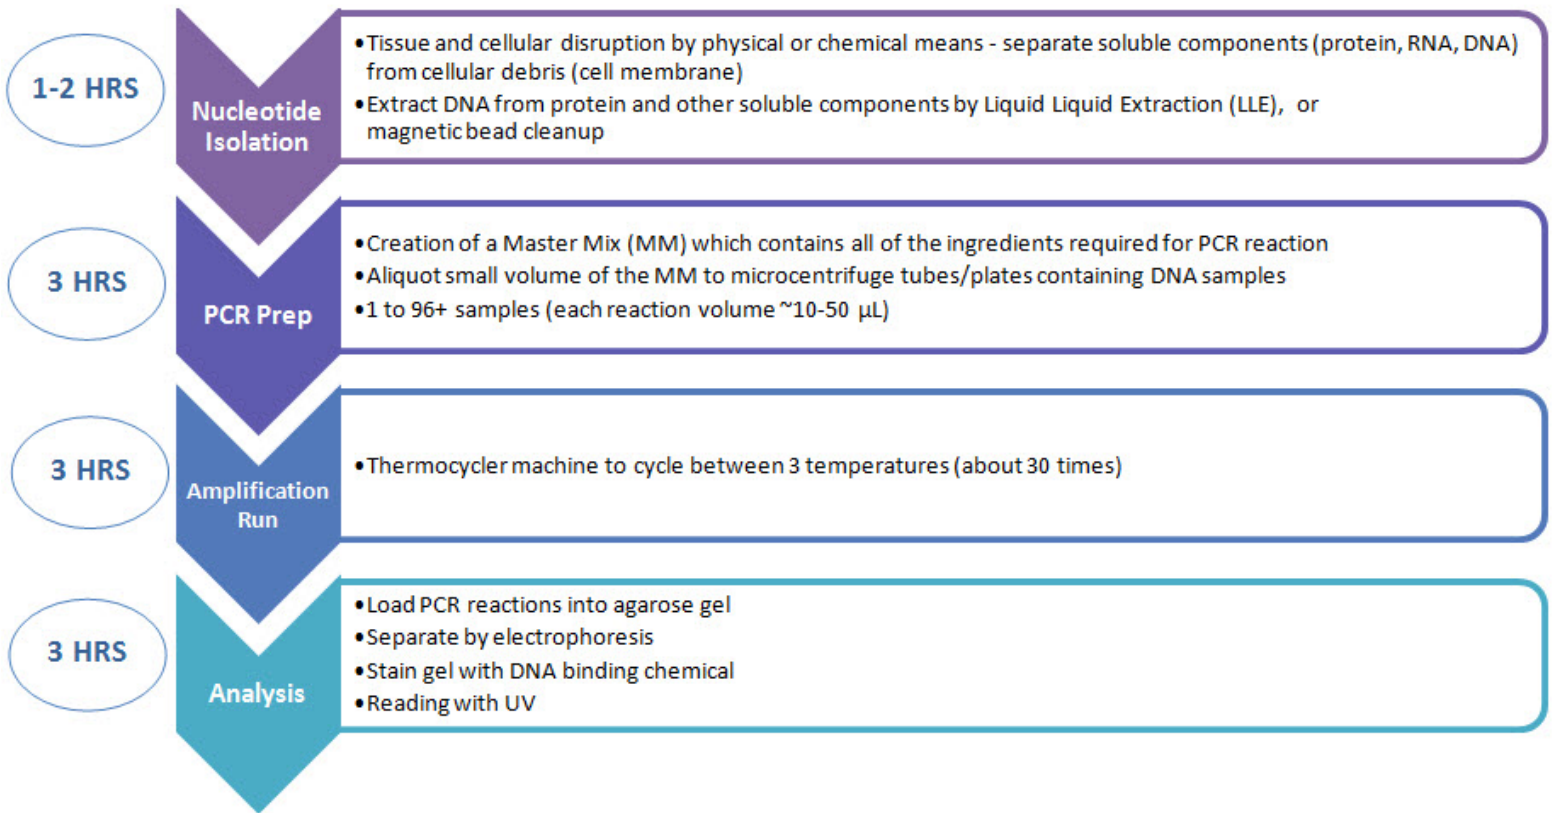 1-2 HRS
Nucleotide
Isolation
•Tissue and cellular disruption by physical or chemical means - separate soluble components (protein, RNA, DNA)
from cellular debris (cell membrane)
•Extract DNA from protein and other soluble components by Liquid Liquid Extraction (LLE), or
magnetic bead cleanup
3 HRS
PCR Prep
•Creation of a Master Mix (MM) which contains all of the ingredients required for PCR reaction
•Aliquot small volume of the MM to microcentrifuge tubes/plates containing DNA samples
•1 to 96+ samples (each reaction volume ~10-50 µL)
3 HRS
Amplification
Run
•Thermocycler machine to cycle between 3 temperatures (about 30 times)
3 HRS
Analysis
•Load PCR reactions into agarose gel
•Separate by electrophoresis
•Stain gel with DNA binding chemical
•Reading with UV